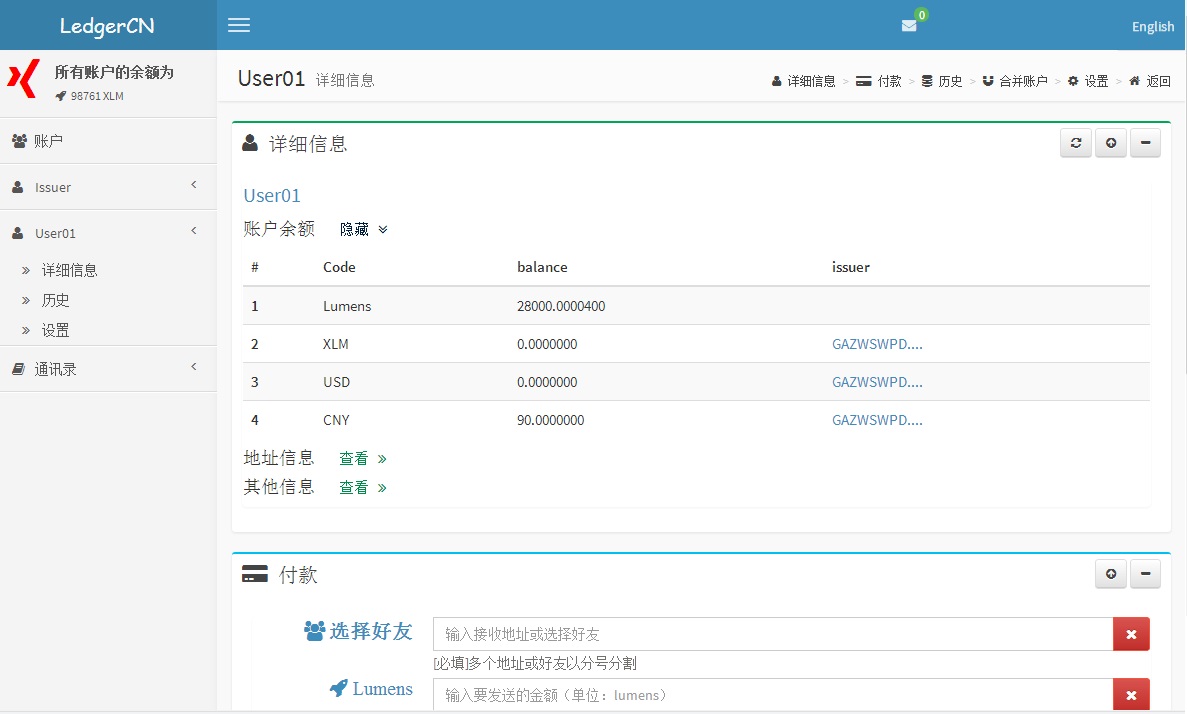 LedgerCN
0
English
所有账户的余额为
98761 XLM
账户
Issuer
User01
详细信息
历史
设置
通讯录
User01 详细信息
详细信息 > 付款 > 历史 > 合并账户 > 设置 > 返回
详细信息
User01
账户余额 隐藏
# Code balance issuer
1 Lumens 28000.0000400
2 XLM 0.0000000 GAZWSWPD....
3 USD 0.0000000 GAZWSWPD....
4 CNY 90.0000000 GAZWSWPD....
地址信息 查看
其他信息 查看
付款
选择好友 输入接收地址或选择好友
[必填]多个地址或好友以分号分割
Lumens 输入要发送的金额（单位：lumens）